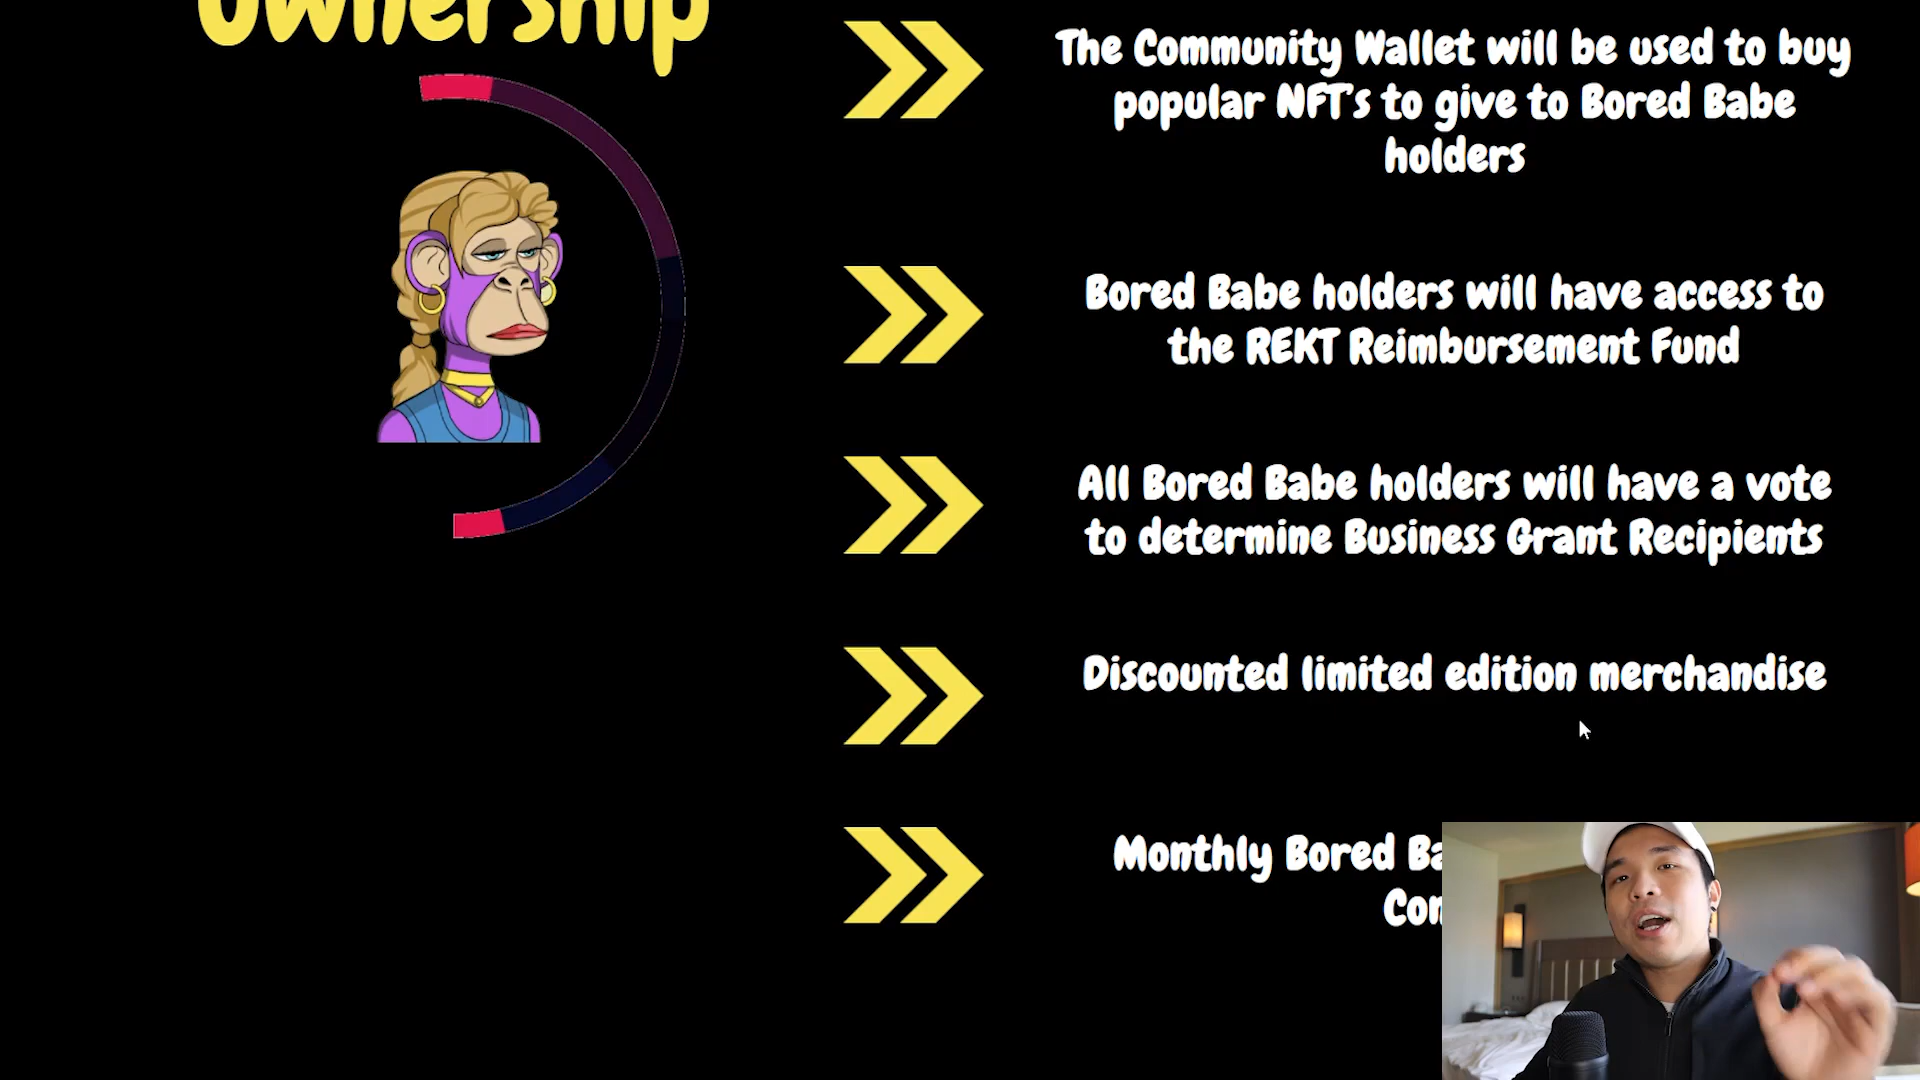 Ownership
The Community Wallet will be used to buy
popular NFT's to give to Bored Babe
holders
Bored Babe holders will have access to
the REKT Reimbursement Fund
All Bored Babe holders will have a vote
to determine Business Grant Recipients
Discounted limited edition merchandise
Monthly Bored